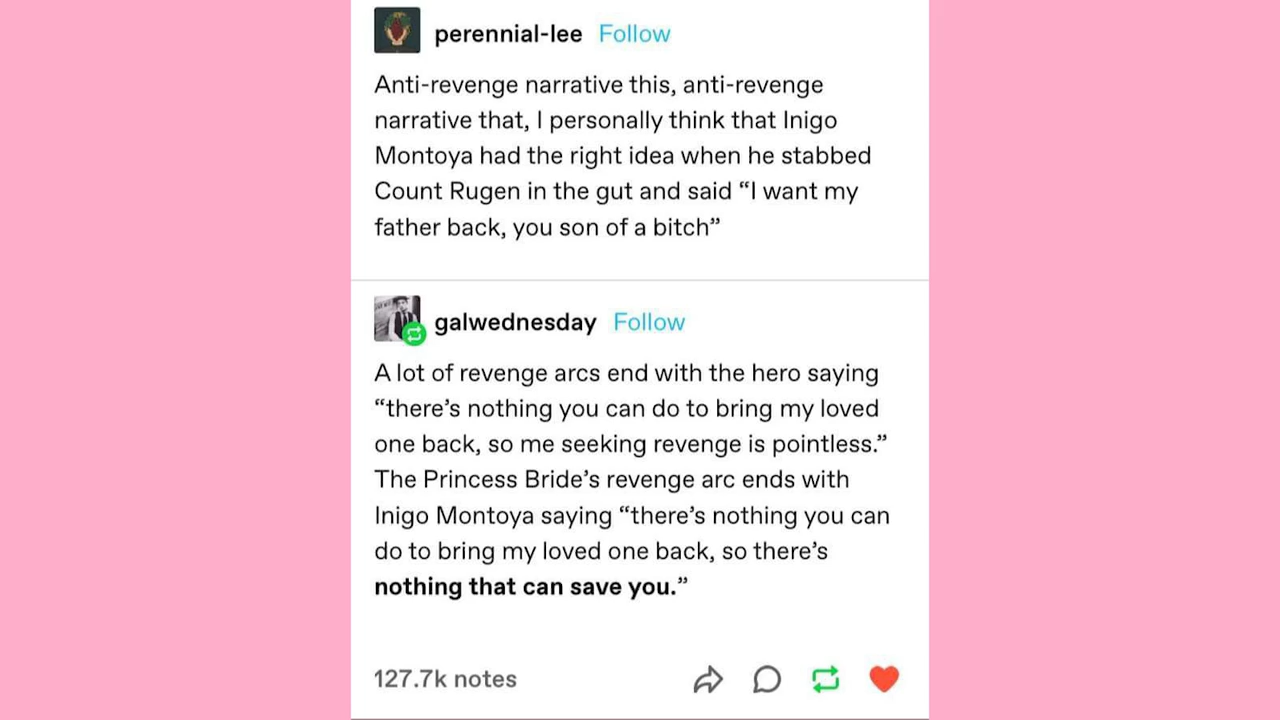 perennial-lee Follow
Anti-revenge narrative this, anti-revenge
narrative that, I personally think that Inigo
Montoya had the right idea when he stabbed
Count Rugen in the gut and said “I want my
father back, you son of a bitch”
galwednesday Follow
A lot of revenge arcs end with the hero saying
“there’s nothing you can do to bring my loved
one back, so me seeking revenge is pointless.”
The Princess Bride’s revenge arc ends with
Inigo Montoya saying “there’s nothing you can
do to bring my loved one back, so there’s
nothing that can save you.”
127.7k notes